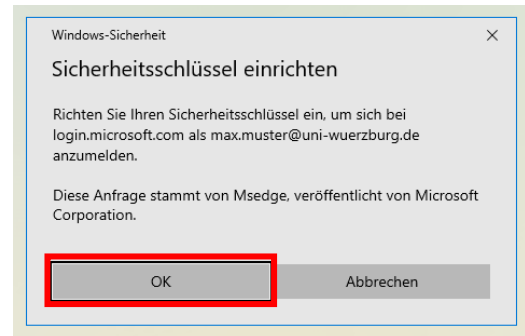 Windows-Sicherheit
Sicherheitsschlüssel einrichten
Richten Sie Ihren Sicherheitsschlüssel ein, um sich bei
login.microsoft.com als max.muster@uni-wuerzburg.de
anzumelden.
Diese Anfrage stammt von Msedge, veröffentlicht von Microsoft
Corporation.
OK Abbrechen